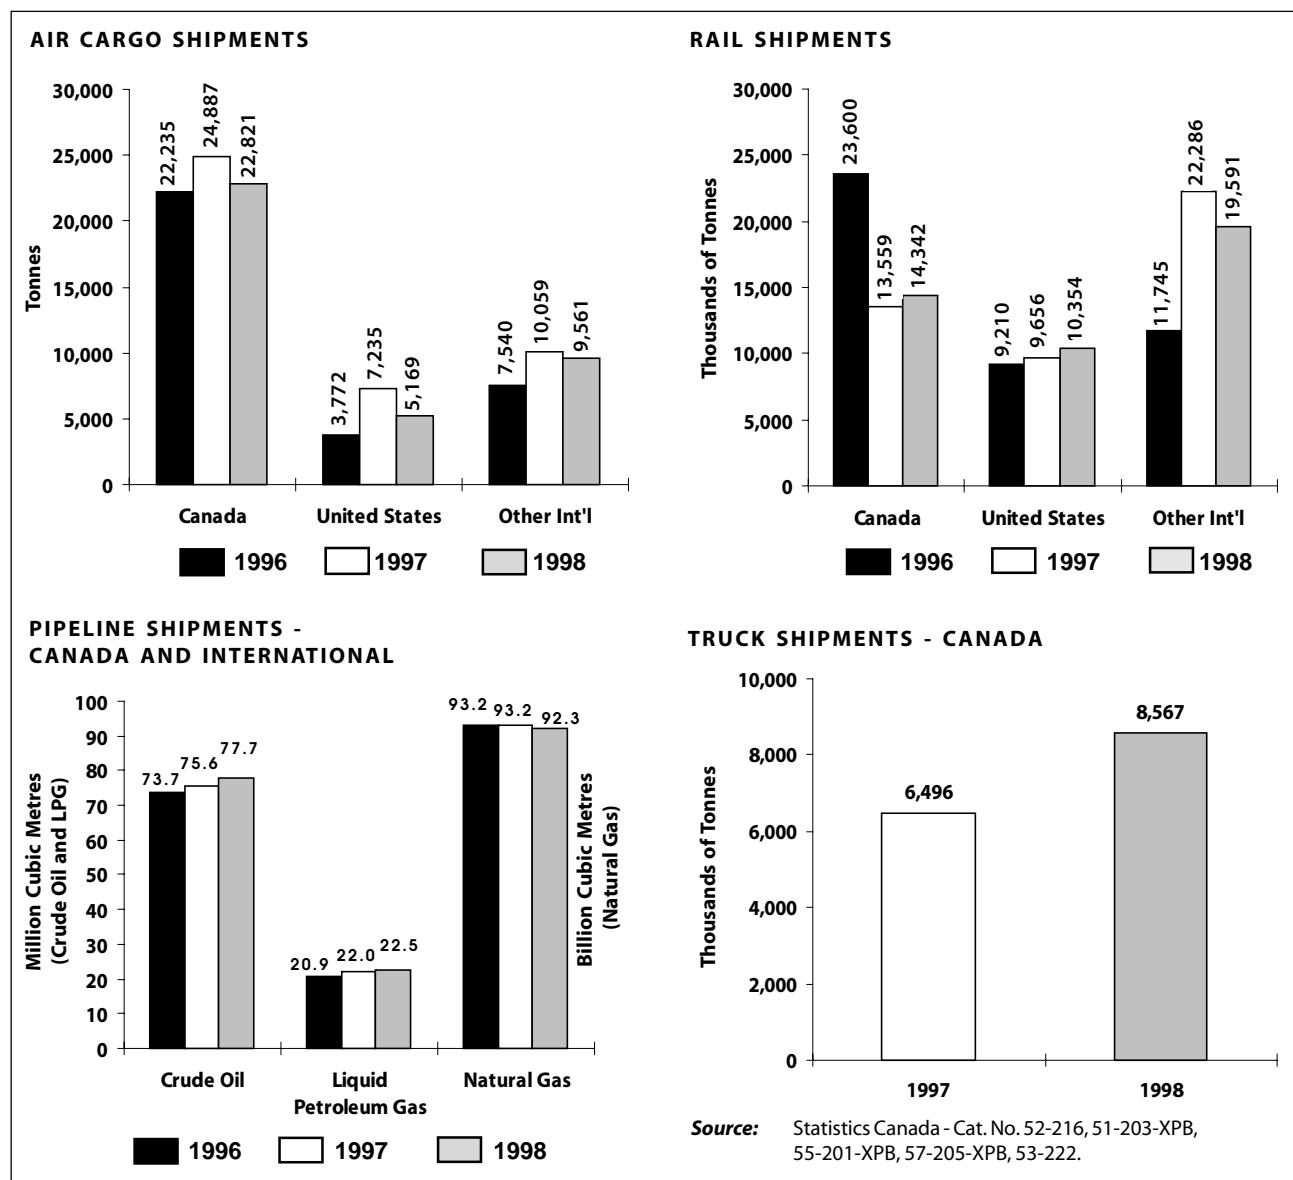 AIR CARGO SHIPMENTS
Tonnes
30,000
25,000
20,000
15,000
10,000
5,000
0
22,235
24,887
22,821
3,772
7,235
5,169
7,540
10,059
9,561
Canada
United States
Other Int'l
1996
1997
1998
RAIL SHIPMENTS
Thousands of Tonnes
30,000
25,000
20,000
15,000
10,000
5,000
0
23,600
13,559
14,342
9,210
9,656
10,354
11,745
22,286
19,591
Canada
United States
Other Int'l
1996
1997
1998
PIPELINE SHIPMENTS -
CANADA AND INTERNATIONAL
Million Cubic Metres
(Crude Oil and LPG)
100
90
80
70
60
50
40
30
20
10
0
73.7
75.6
77.7
20.9
22.0
22.5
93.2
93.2
92.3
Billion Cubic Metres
(Natural Gas)
Crude Oil
Liquid
Petroleum Gas
Natural Gas
1996
1997
1998
TRUCK SHIPMENTS - CANADA
Thousands of Tonnes
10,000
8,000
6,000
4,000
2,000
0
6,496
8,567
1997
1998
Source: Statistics Canada - Cat. No. 52-216, 51-203-XPB,
55-201-XPB, 57-205-XPB, 53-222.